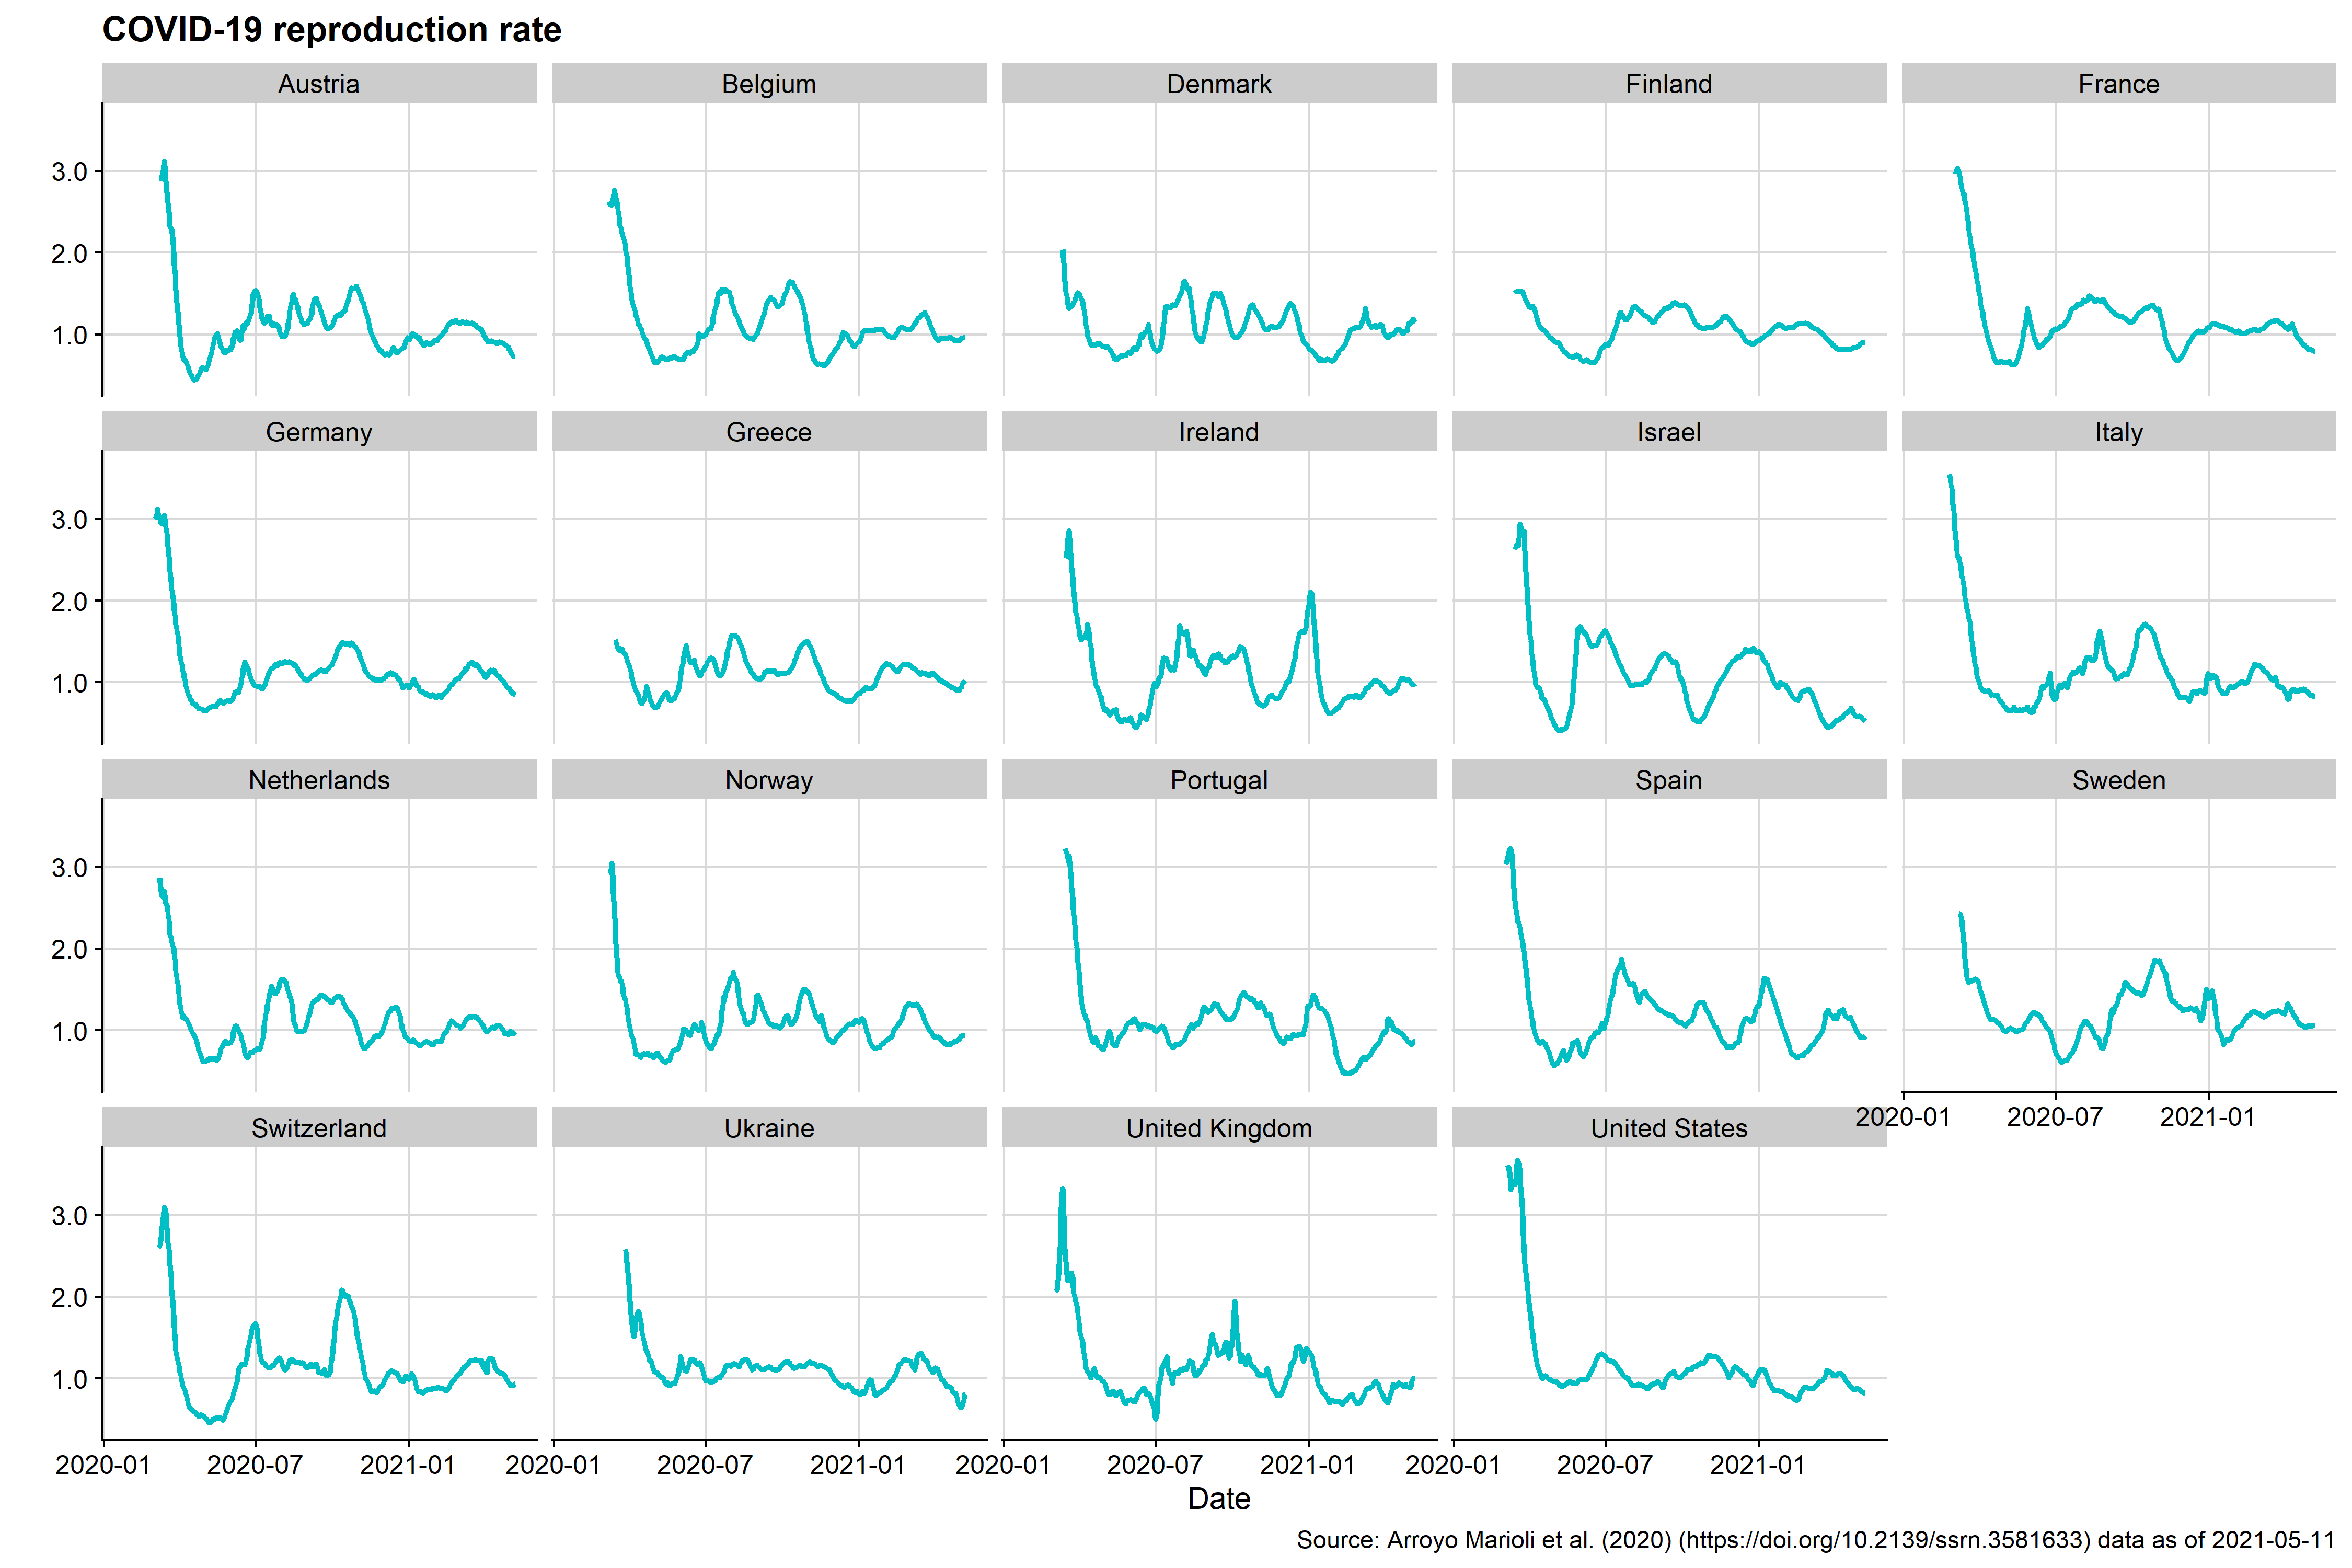 COVID-19 reproduction rate
Austria Belgium Denmark Finland France
3.0
2.0
1.0
Germany Greece Ireland Israel Italy
3.0
2.0
1.0
Netherlands Norway Portugal Spain Sweden
3.0
2.0
1.0
2020-01 2020-07 2021-01
Switzerland Ukraine United Kingdom United States
3.0
2.0
1.0
2020-01 2020-07 2021-01 2020-01 2020-07 2021-01 2020-01 2020-07 2021-01 2020-01 2020-07 2021-01
Date
Source: Arroyo Marioli et al. (2020) (https://doi.org/10.2139/ssrn.3581633) data as of 2021-05-11